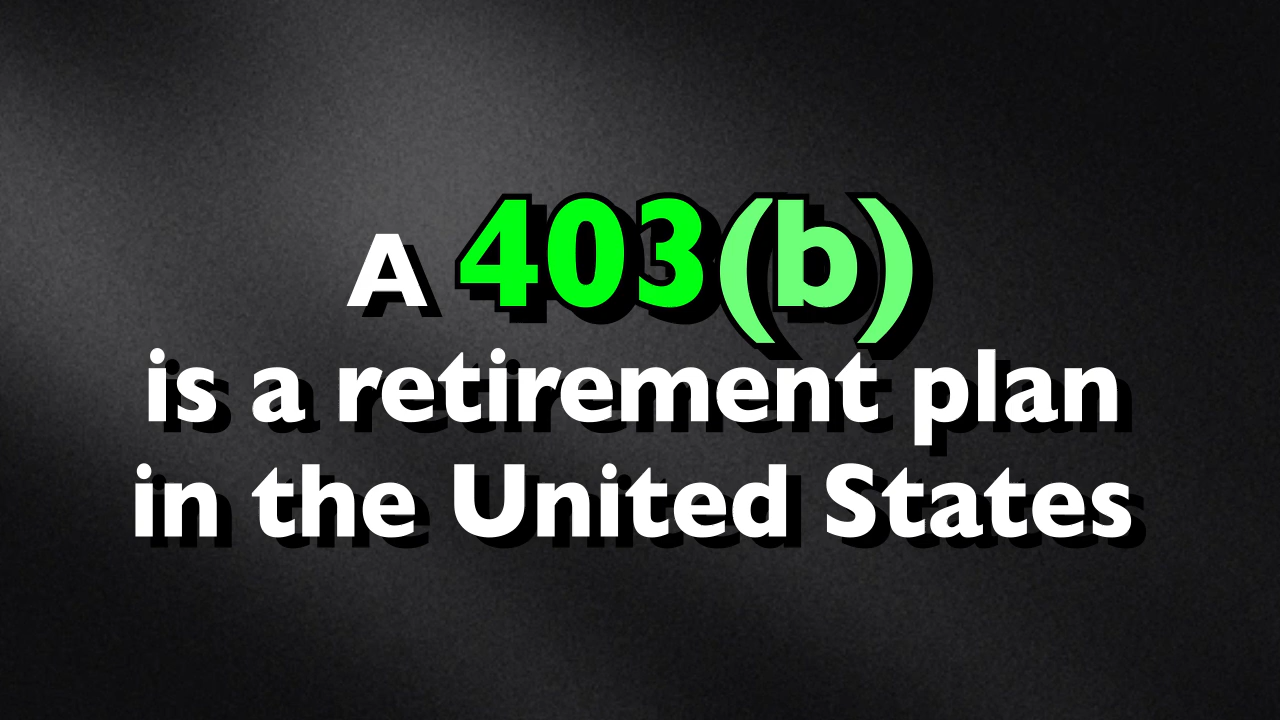 A 403(b)
is a retirement plan
in the United States